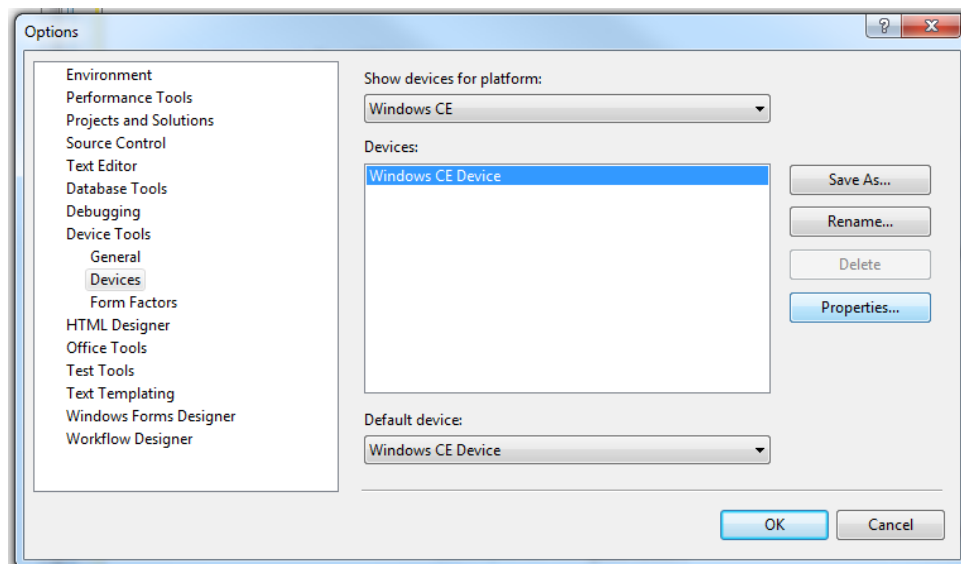 Options
?
Environment
Performance Tools
Projects and Solutions
Source Control
Text Editor
Database Tools
Debugging
Device Tools
General
Devices
Form Factors
HTML Designer
Office Tools
Test Tools
Text Templating
Windows Forms Designer
Workflow Designer
Show devices for platform:
Windows CE
Devices:
Windows CE Device
Save As...
Rename...
Delete
Properties...
Default device:
Windows CE Device
OK
Cancel